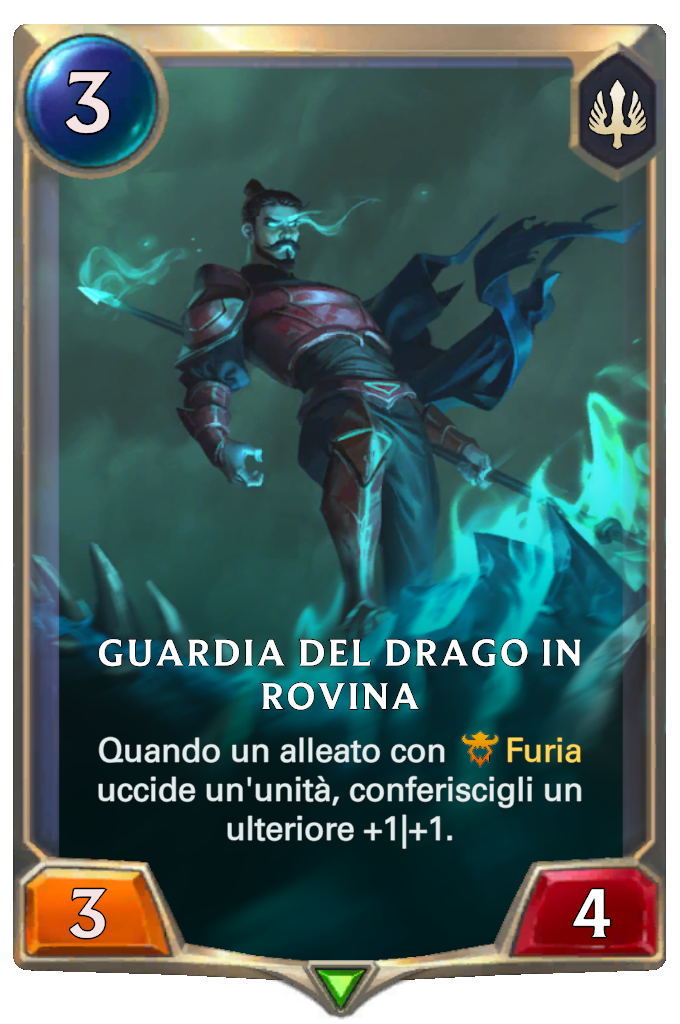 3
GUARDIA DEL DRAGO IN
ROVINA
Quando un alleato con Furia
uccide un'unità, conferiscigli un
ulteriore +1|+1.
3
4